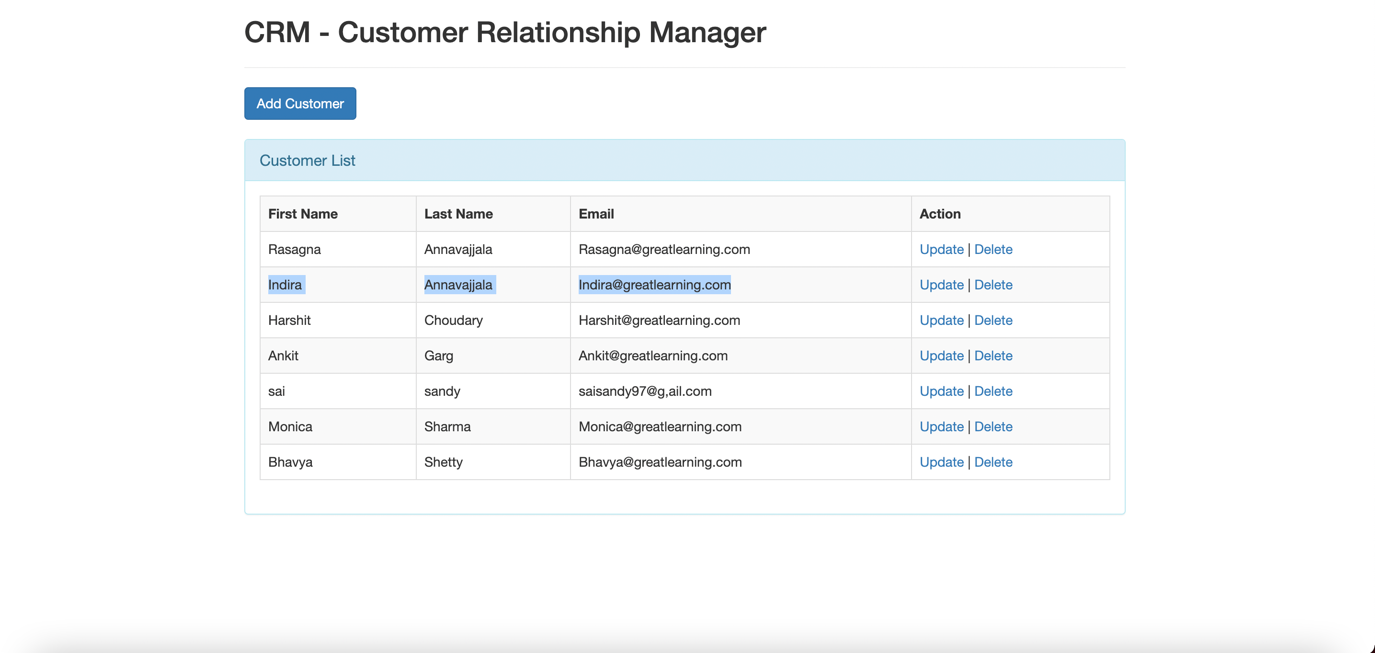 CRM - Customer Relationship Manager
Add Customer
Customer List
First Name Last Name Email Action
Rasagna Annavajjala Rasagna@greatlearning.com Update | Delete
Indira Annavajjala Indira@greatlearning.com Update | Delete
Harshit Choudary Harshit@greatlearning.com Update | Delete
Ankit Garg Ankit@greatlearning.com Update | Delete
sai sandy saisandy97@g,ail.com Update | Delete
Monica Sharma Monica@greatlearning.com Update | Delete
Bhavya Shetty Bhavya@greatlearning.com Update | Delete